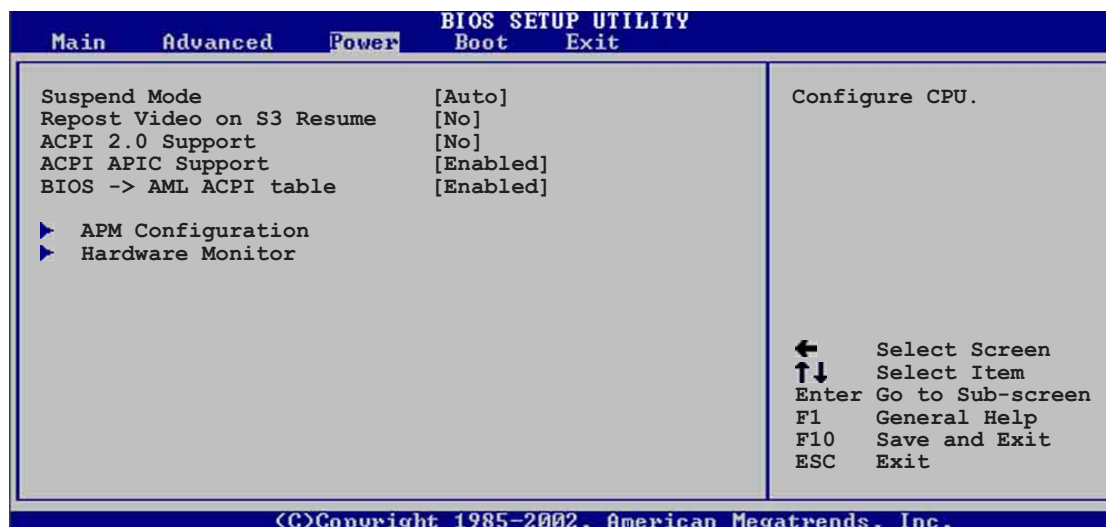 BIOS SETUP UTILITY
Main Advanced Power Boot Exit
Suspend Mode [Auto]
Repost Video on S3 Resume [No]
ACPI 2.0 Support [No]
ACPI APIC Support [Enabled]
BIOS -> AML ACPI table [Enabled]
APM Configuration
Hardware Monitor
Configure CPU.
← Select Screen
↑↓ Select Item
Enter Go to Sub-screen
F1 General Help
F10 Save and Exit
ESC Exit
(C)Copyright 1985-2002, American Megatrends, Inc.